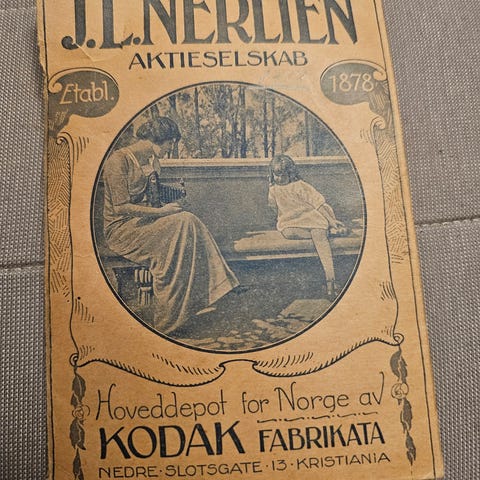 J.L. NERLIEN
AKTIESELSKAB
Etabl. 1878
Hoveddepot for Norge av
KODAK FABRIKATA
NEDRE · SLOTSGATE · 13 · KRISTIANIA